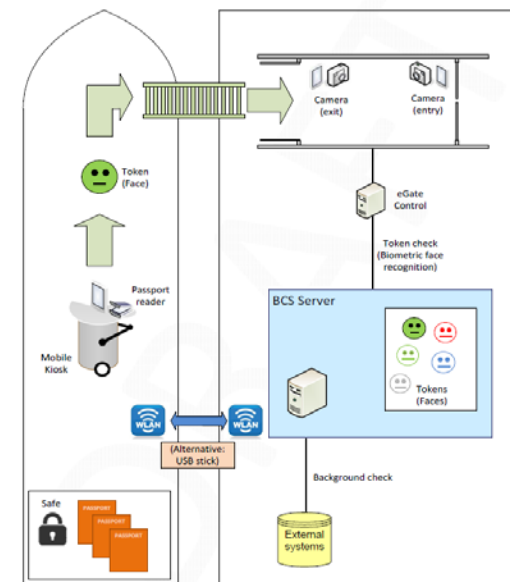 Camera
(exit)
Camera
(entry)
Token
(Face)
eGate
Control
Token check
(Biometric face
recognition)
Passport
reader
BCS Server
Mobile
Kiosk
Tokens
(Faces)
WLAN
WLAN
(Alternative:
USB stick)
Background check
Safe
PASSPORT
PASSPORT
PASSPORT
External
systems
DRAFT